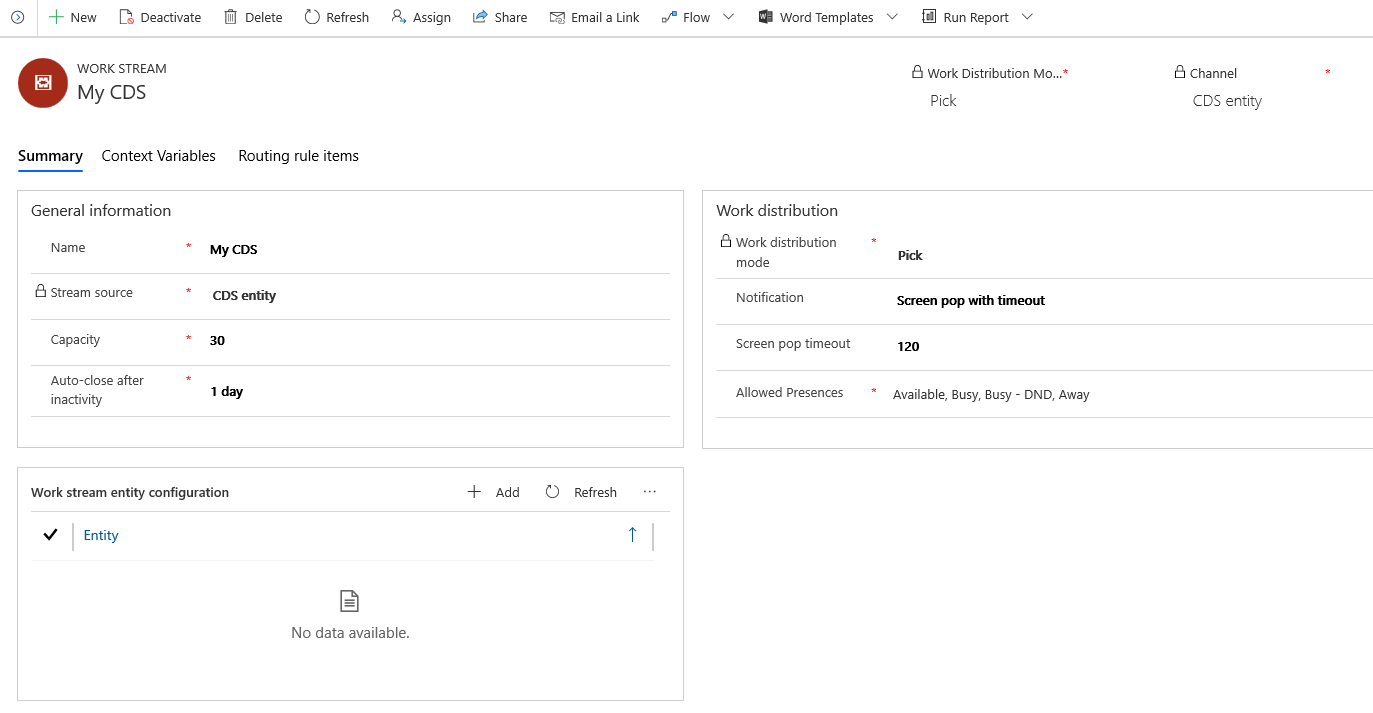 New Deactivate Delete Refresh Assign Share Email a Link Flow Word Templates Run Report
WORK STREAM
My CDS
Work Distribution Mo...*
Pick
Channel *
CDS entity
Summary Context Variables Routing rule items
General information
Name * My CDS
Stream source * CDS entity
Capacity * 30
Auto-close after
inactivity * 1 day
Work distribution
Work distribution
mode * Pick
Notification Screen pop with timeout
Screen pop timeout 120
Allowed Presences * Available, Busy, Busy - DND, Away
Work stream entity configuration Add Refresh ...
Entity
No data available.